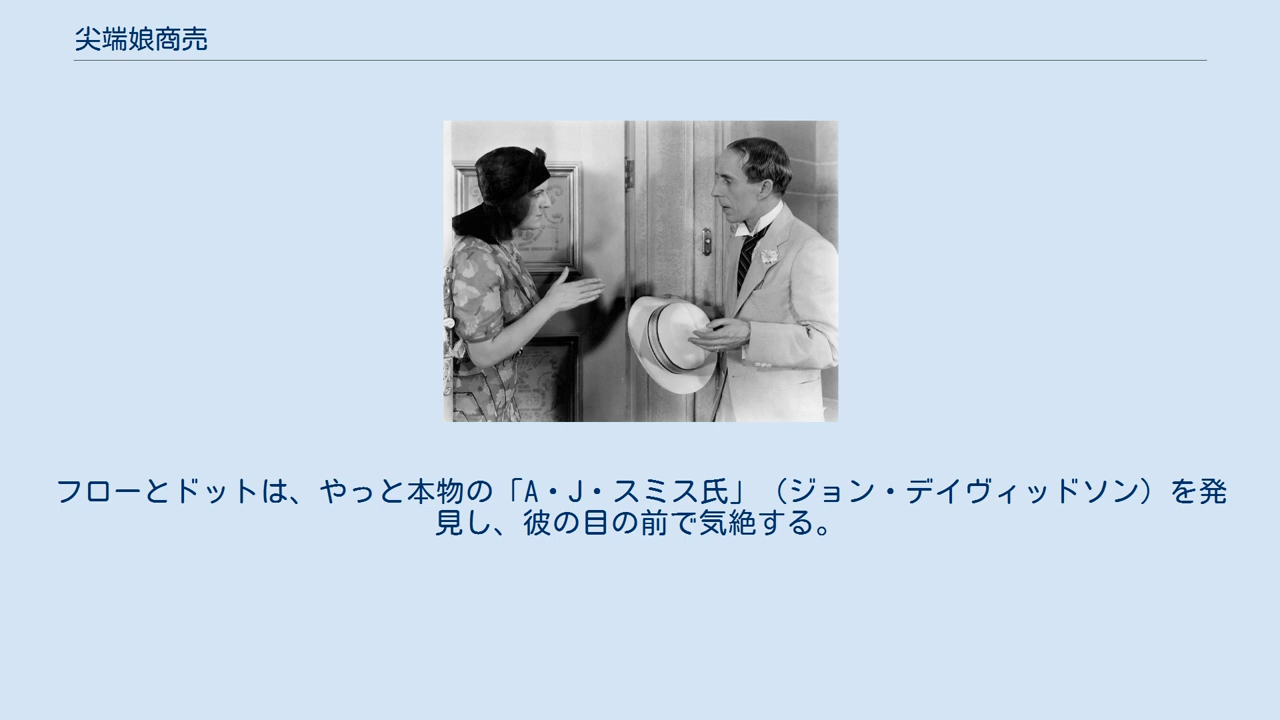 尖端娘商売
フローとドットは、やっと本物の「A・J・スミス氏」（ジョン・デイヴィッドソン）を発
見し、彼の目の前で気絶する。